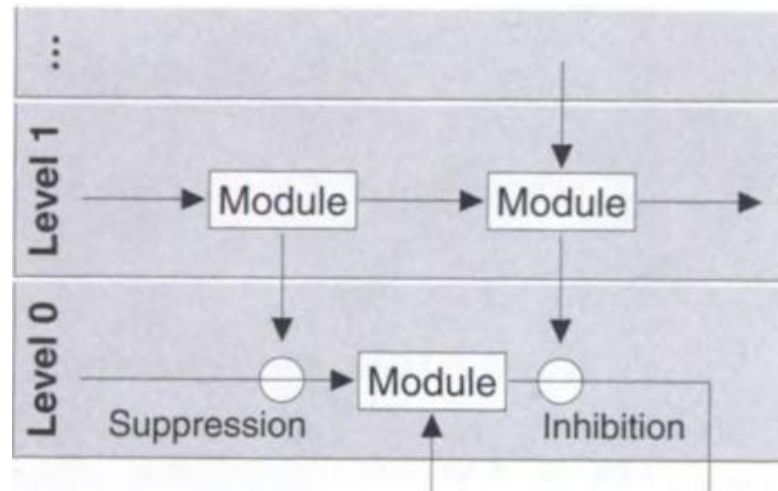 ...
Level 1
Module
Module
Level 0
Module
Suppression
Inhibition